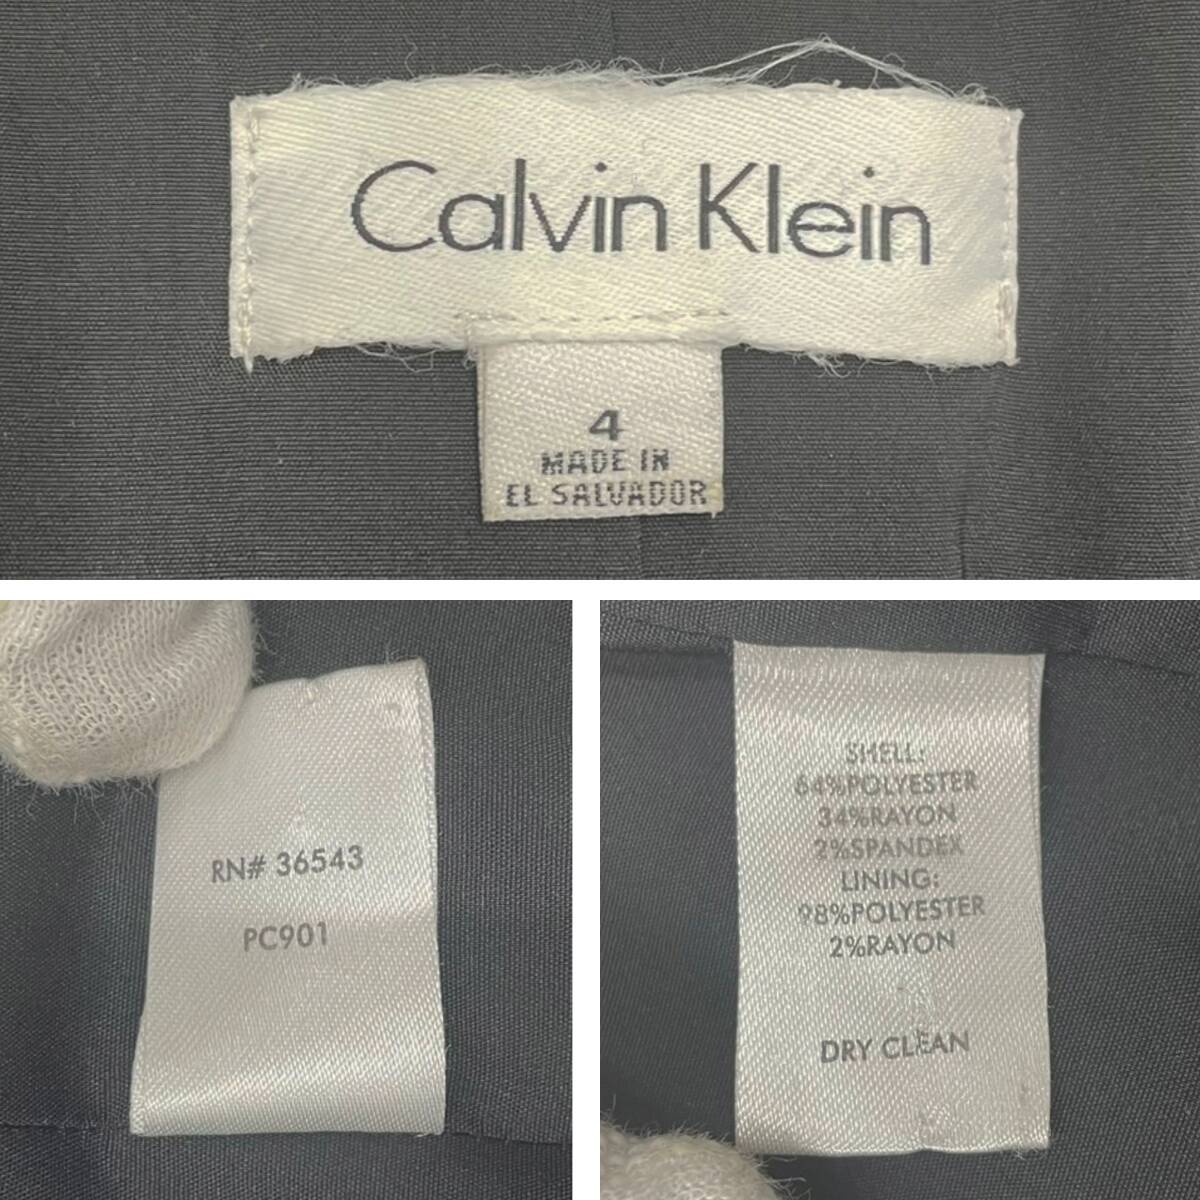 Calvin Klein
4
MADE IN
EL SALVADOR
RN# 36543
PC901
SHELL:
64%POLYESTER
34%RAYON
2%SPANDEX
LINING:
98%POLYESTER
2%RAYON
DRY CLEAN